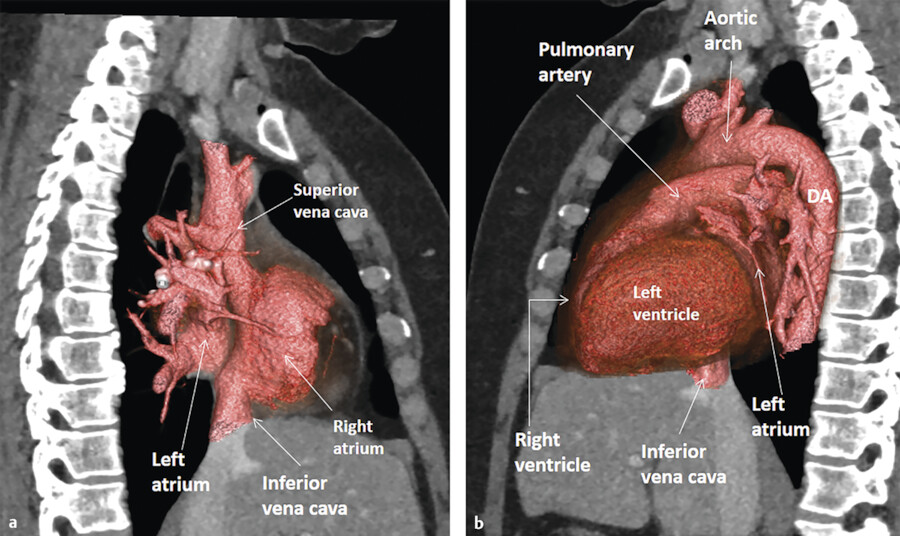 Superior
vena cava
Left
atrium
Inferior
vena cava
Right
atrium
a
Aortic
arch
Pulmonary
artery
DA
Left
ventricle
Right
ventricle
Inferior
vena cava
Left
atrium
b